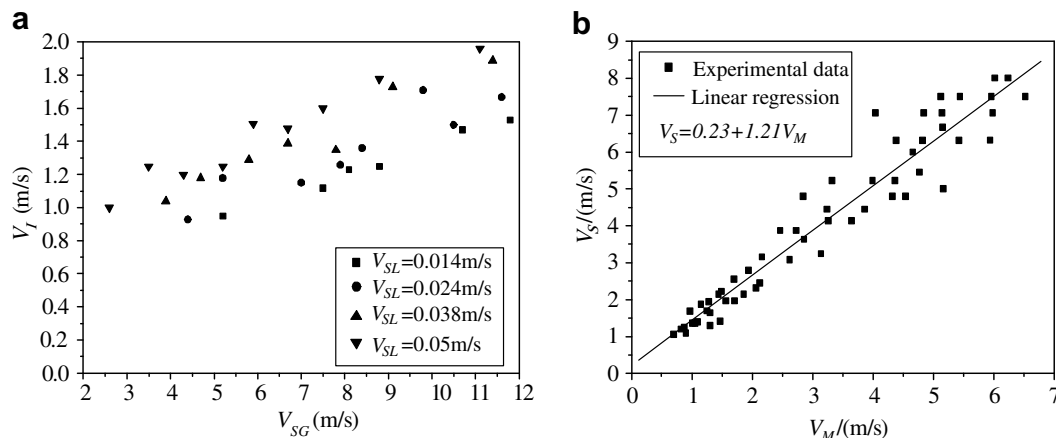 a
2.0
1.8
1.6
1.4
1.2
1.0
0.8
0.6
0.4
0.2
0.0
V_I (m/s)
V_SL=0.014m/s
V_SL=0.024m/s
V_SL=0.038m/s
V_SL=0.05m/s
2 3 4 5 6 7 8 9 10 11 12
V_SG(m/s)
b
9
8
7
6
5
4
3
2
1
0
V_S/(m/s)
Experimental data
Linear regression
V_S=0.23+1.21V_M
0 1 2 3 4 5 6 7
V_M/(m/s)